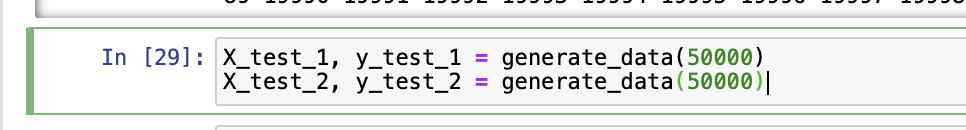 In [29]: X_test_1, y_test_1 = generate_data(50000)
X_test_2, y_test_2 = generate_data(50000)